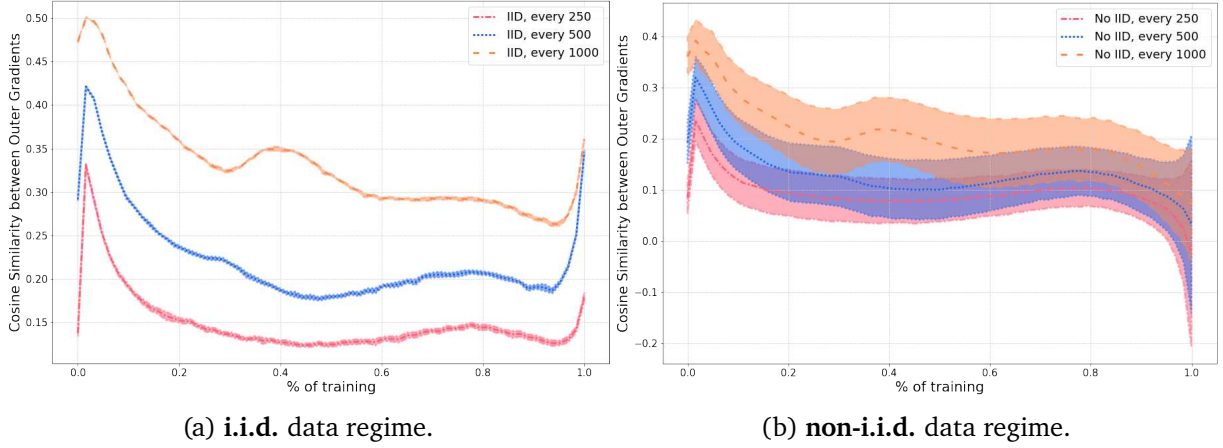 Cosine Similarity between Outer Gradients
0.50
0.45
0.40
0.35
0.30
0.25
0.20
0.15
0.0
0.2
0.4
0.6
0.8
1.0
% of training
IID, every 250
IID, every 500
IID, every 1000
(a) i.i.d. data regime.
Cosine Similarity between Outer Gradients
0.4
0.3
0.2
0.1
0.0
−0.1
−0.2
0.0
0.2
0.4
0.6
0.8
1.0
% of training
No IID, every 250
No IID, every 500
No IID, every 1000
(b) non-i.i.d. data regime.